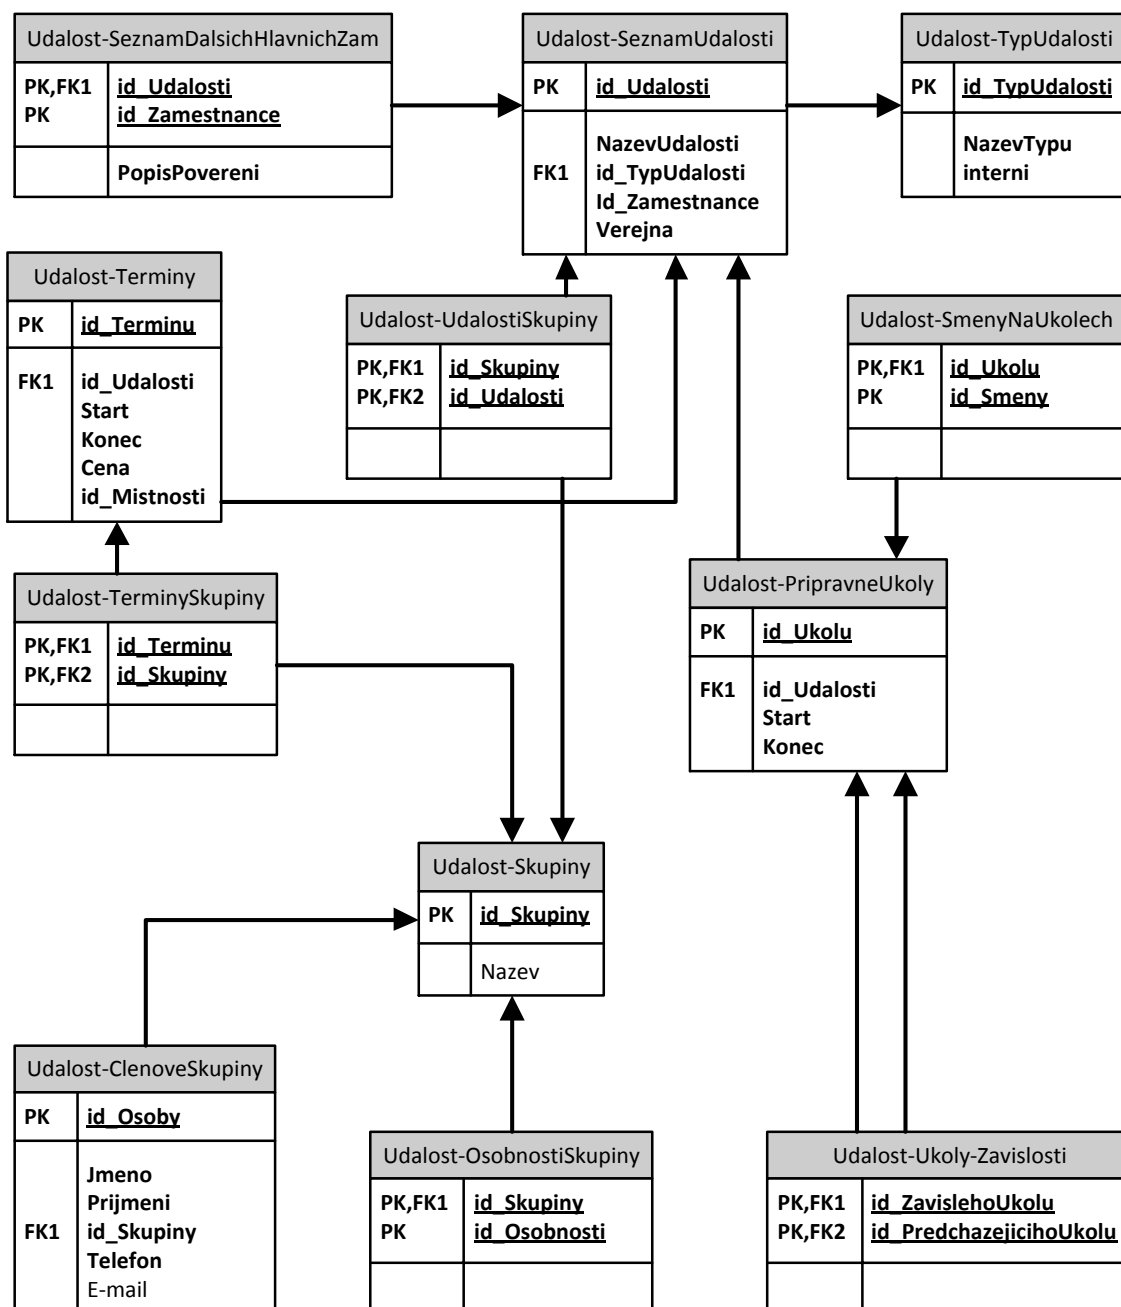 Udalost-SeznamDalsichHlavnichZam
PK,FK1 id_Udalosti
PK id_Zamestnance
PopisPovereni
Udalost-SeznamUdalosti
PK id_Udalosti
NazevUdalosti
FK1 id_TypUdalosti
Id_Zamestnance
Verejna
Udalost-TypUdalosti
PK id_TypUdalosti
NazevTypu
interni
Udalost-Terminy
PK id_Terminu
FK1 id_Udalosti
Start
Konec
Cena
id_Mistnosti
Udalost-UdalostiSkupiny
PK,FK1 id_Skupiny
PK,FK2 id_Udalosti
Udalost-SmenyNaUkolech
PK,FK1 id_Ukolu
PK id_Smeny
Udalost-TerminySkupiny
PK,FK1 id_Terminu
PK,FK2 id_Skupiny
Udalost-PripravneUkoly
PK id_Ukolu
FK1 id_Udalosti
Start
Konec
Udalost-Skupiny
PK id_Skupiny
Nazev
Udalost-ClenoveSkupiny
PK id_Osoby
Jmeno
Prijmeni
FK1 id_Skupiny
Telefon
E-mail
Udalost-OsobnostiSkupiny
PK,FK1 id_Skupiny
PK id_Osobnosti
Udalost-Ukoly-Zavislosti
PK,FK1 id_ZavislehoUkolu
PK,FK2 id_PredchazejicihoUkolu